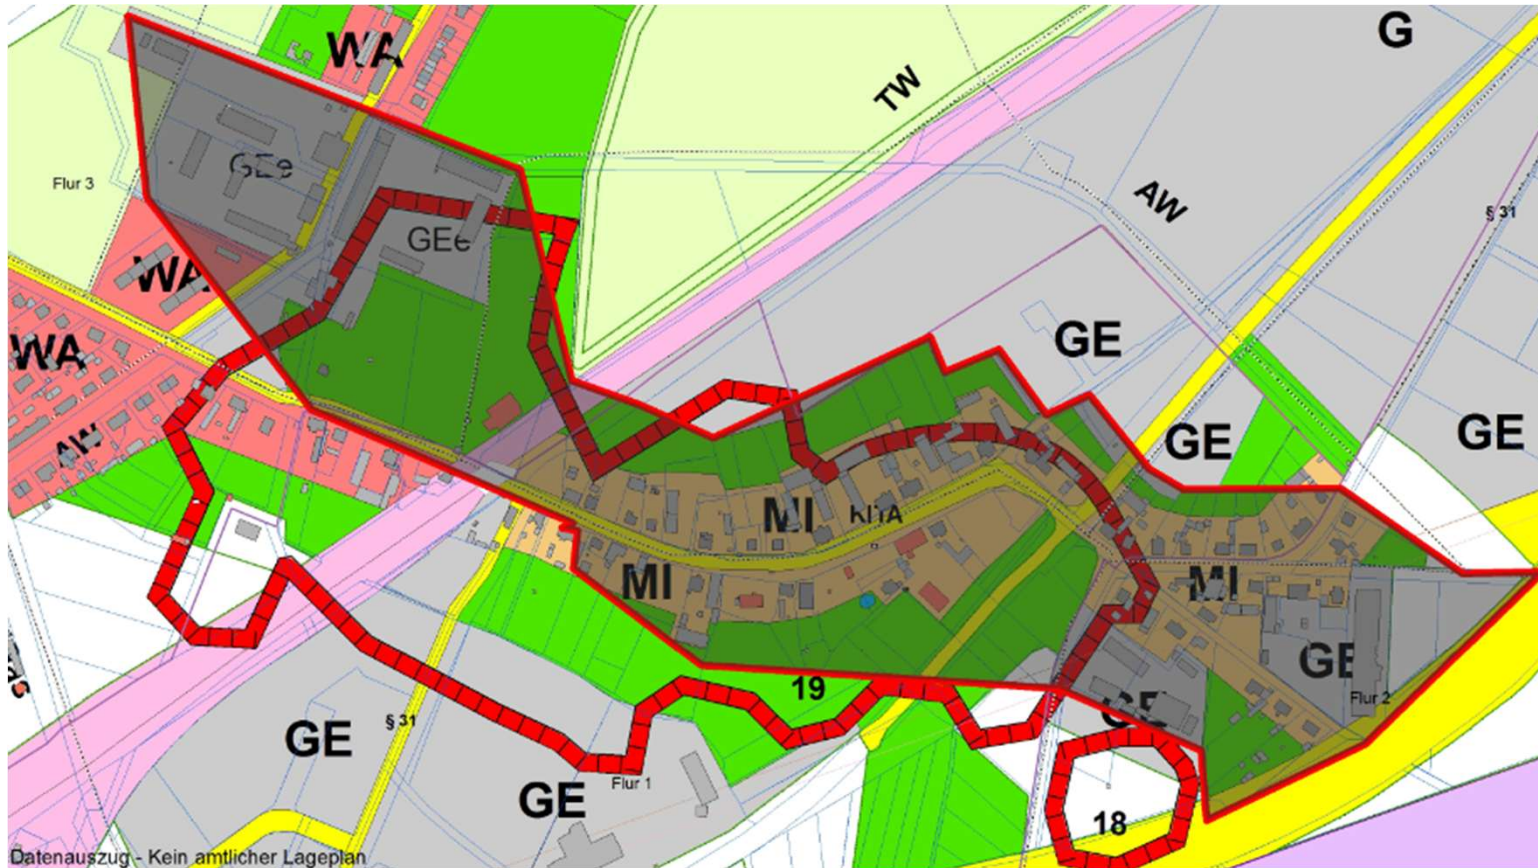 G
WA
TW
GEe
Flur 3
AW
§ 31
GEe
WA
GE
WA
GE
GE
AW
MI
KITA
MI
MI
GE
19
Flur 2
GE
§ 31
GE
Flur 1
GE
18
Datenauszug - Kein amtlicher Lageplan